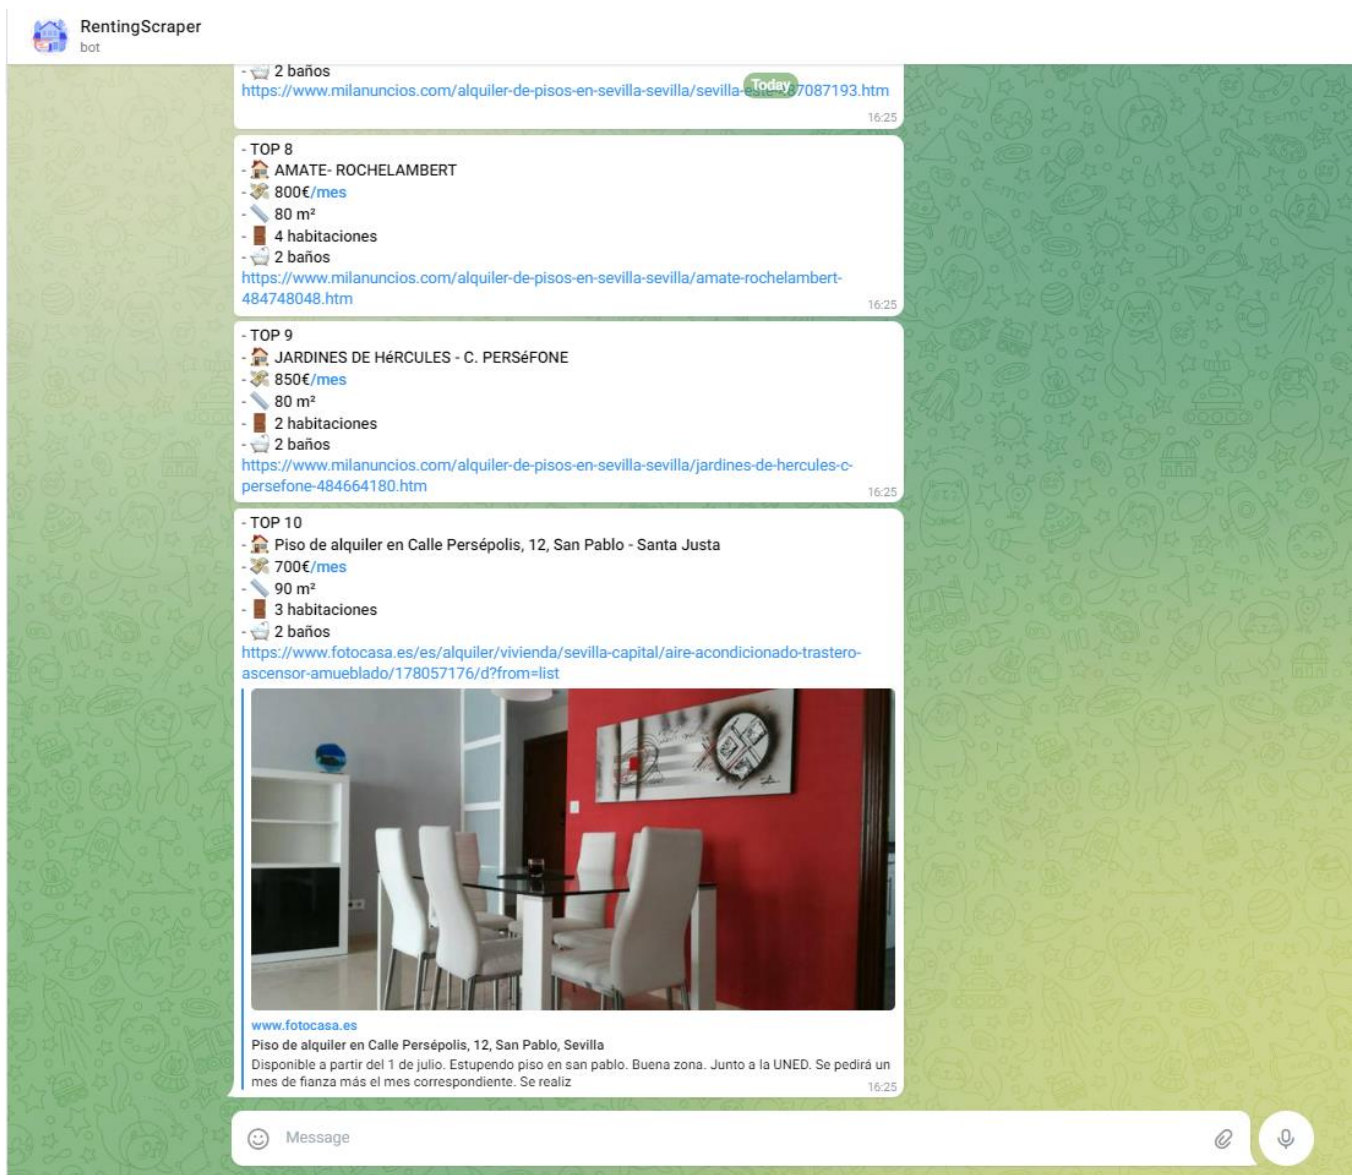 RentingScraper
bot
- 🛁 2 baños
Today
https://www.milanuncios.com/alquiler-de-pisos-en-sevilla-sevilla/sevilla- 7087193.htm
16:25
- TOP 8
- 🏠 AMATE- ROCHELAMBERT
- 💸 800€/mes
- 📏 80 m²
- 🚪 4 habitaciones
- 🛁 2 baños
https://www.milanuncios.com/alquiler-de-pisos-en-sevilla-sevilla/amate-rochelambert-
484748048.htm
16:25
- TOP 9
- 🏠 JARDINES DE HéRCULES - C. PERSéFONE
- 💸 850€/mes
- 📏 80 m²
- 🚪 2 habitaciones
- 🛁 2 baños
https://www.milanuncios.com/alquiler-de-pisos-en-sevilla-sevilla/jardines-de-hercules-c-
persefone-484664180.htm
16:25
- TOP 10
- 🏠 Piso de alquiler en Calle Persépolis, 12, San Pablo - Santa Justa
- 💸 700€/mes
- 📏 90 m²
- 🚪 3 habitaciones
- 🛁 2 baños
https://www.fotocasa.es/es/alquiler/vivienda/sevilla-capital/aire-acondicionado-trastero-
ascensor-amueblado/178057176/d?from=list
www.fotocasa.es
Piso de alquiler en Calle Persépolis, 12, San Pablo, Sevilla
Disponible a partir del 1 de julio. Estupendo piso en san pablo. Buena zona. Junto a la UNED. Se pedirá un
mes de fianza más el mes correspondiente. Se realiz
16:25
Message